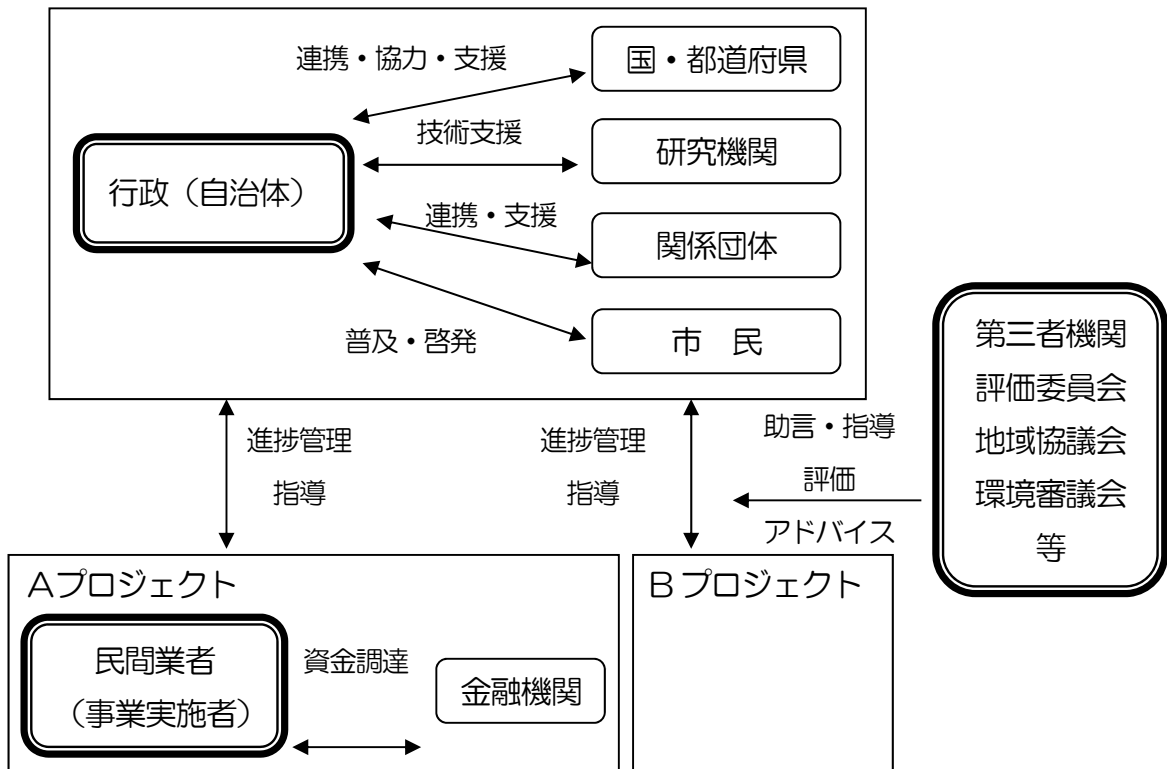 連携・協力・支援
国・都道府県
技術支援
研究機関
行政（自治体）
連携・支援
関係団体
普及・啓発
市　民
第三者機関
評価委員会
地域協議会
環境審議会
等
進捗管理
指導
進捗管理
指導
助言・指導
評価
アドバイス
Aプロジェクト
民間業者
（事業実施者）
資金調達
金融機関
Bプロジェクト